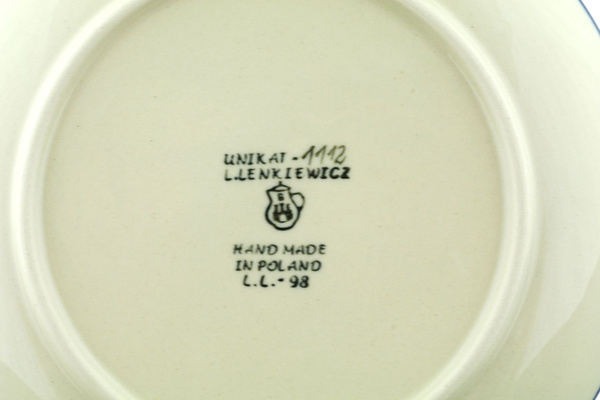 UNIKAT - 1112
L.LENKIEWICZ
B
HAND MADE
IN POLAND
L.L.- 98